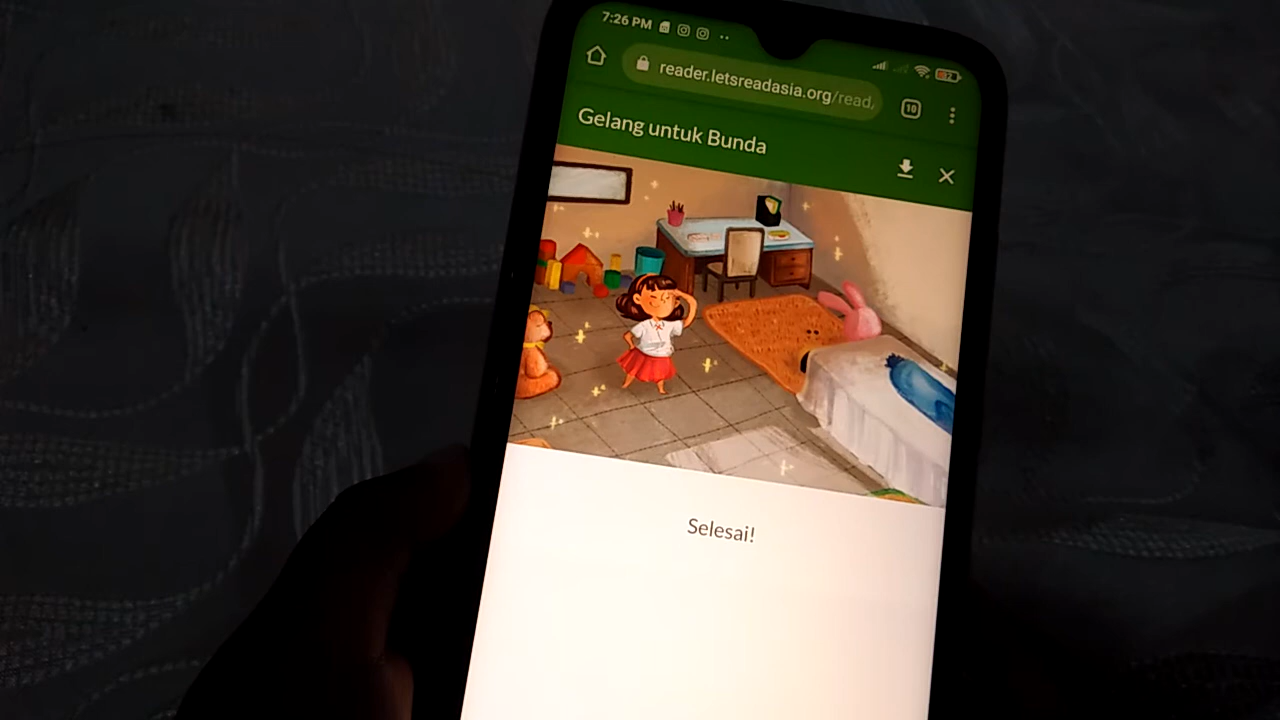 7:26 PM
reader.letsreadasia.org/read/
10
Gelang untuk Bunda
Selesai!